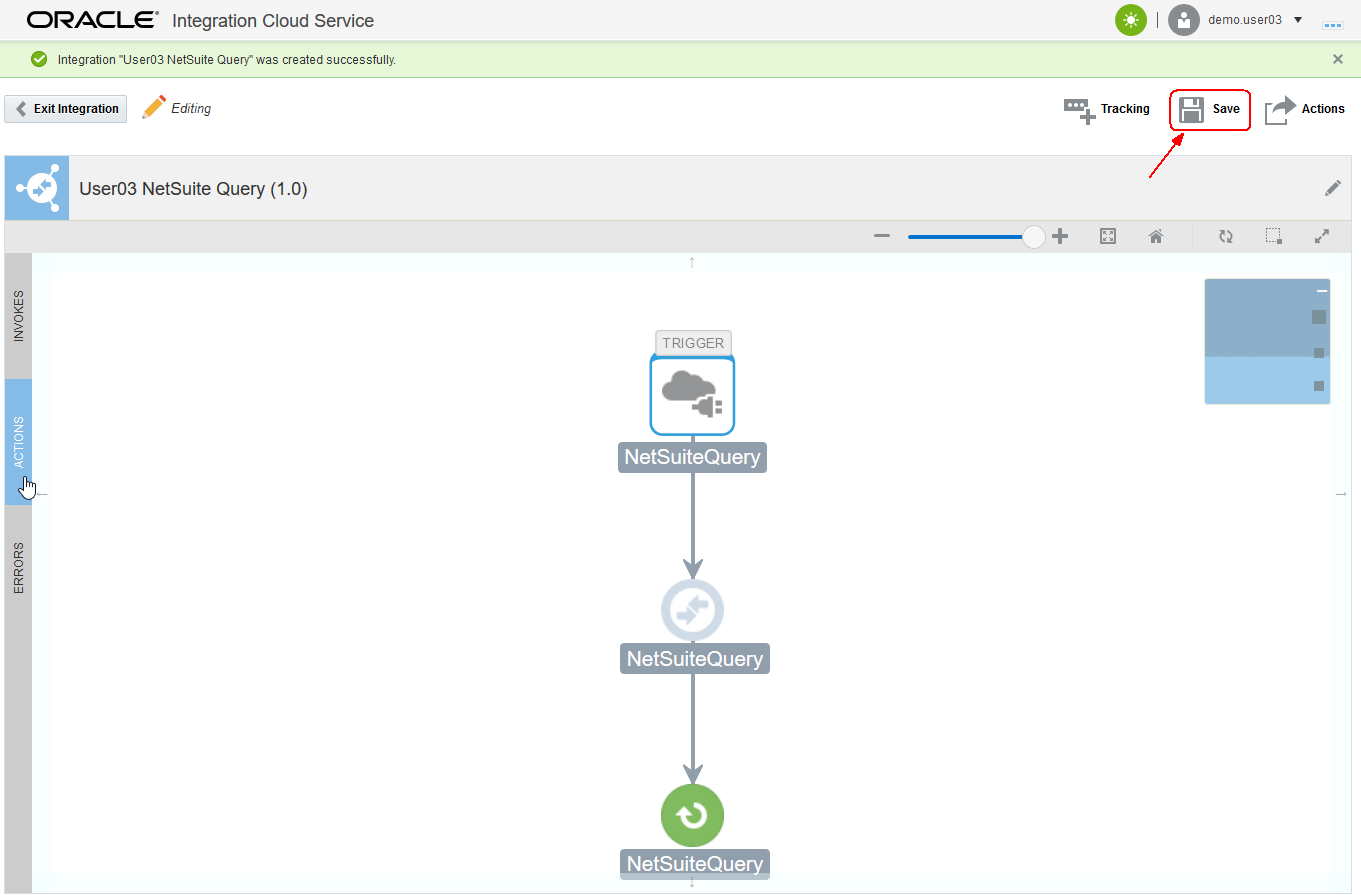 ORACLE® Integration Cloud Service
demo.user03
Integration "User03 NetSuite Query" was created successfully.
Exit Integration
Editing
Tracking
Save
Actions
User03 NetSuite Query (1.0)
INVOKES
ACTIONS
ERRORS
TRIGGER
NetSuiteQuery
NetSuiteQuery
NetSuiteQuery